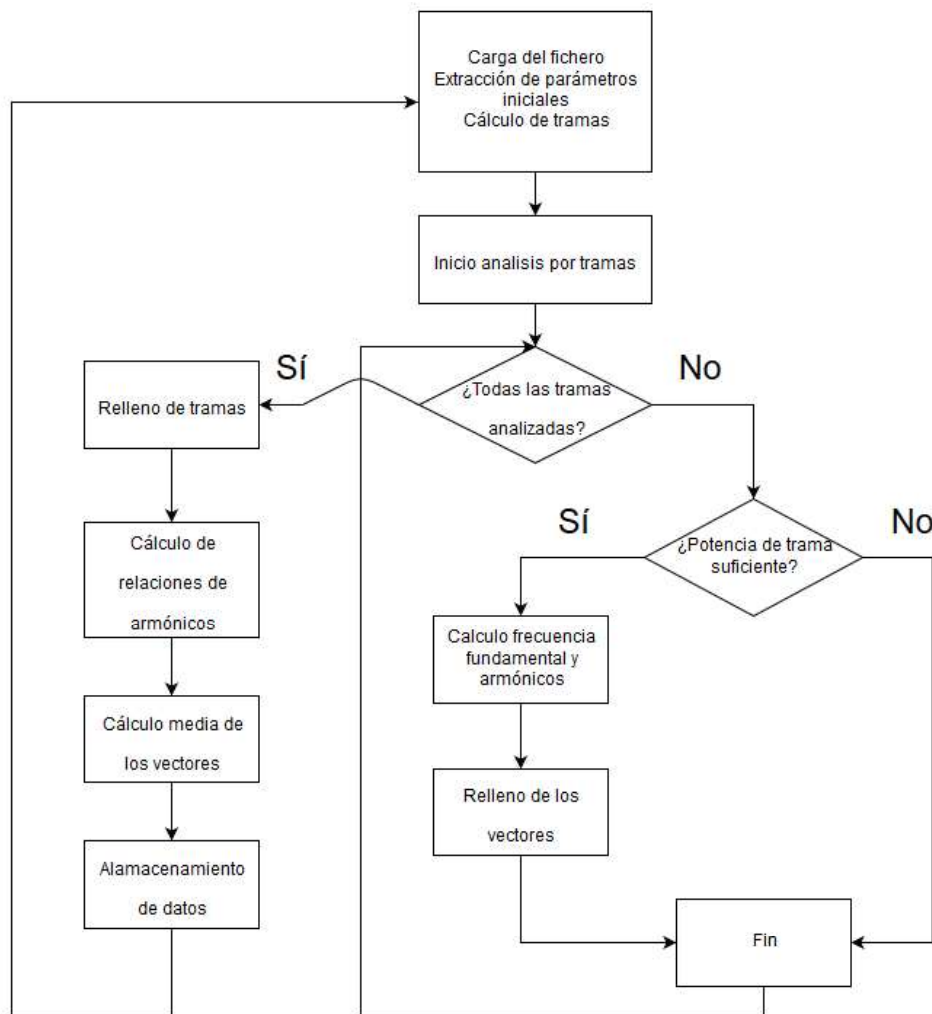 Carga del fichero
Extracción de parámetros
iniciales
Cálculo de tramas
Inicio analisis por tramas
Sí
No
¿Todas las tramas
analizadas?
Relleno de tramas
Sí
No
¿Potencia de trama
suficiente?
Cálculo de
relaciones de
armónicos
Calculo frecuencia
fundamental y
armónicos
Cálculo media de
los vectores
Relleno de los
vectores
Alamacenamiento
de datos
Fin